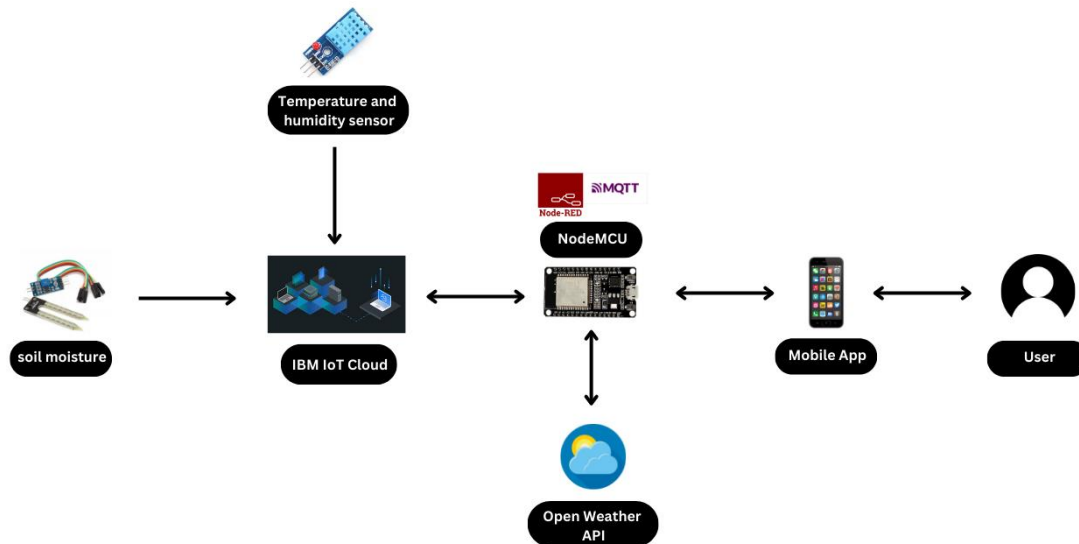 Temperature and
humidity sensor
Node-RED
MQTT
NodeMCU
soil moisture
IBM IoT Cloud
Mobile App
User
Open Weather
API